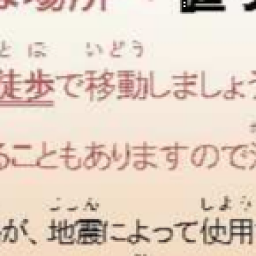 な場所へ
とほ いどう
徒歩で移動しましょう
ることもありますので
よしん しよう
が、地震によって使用